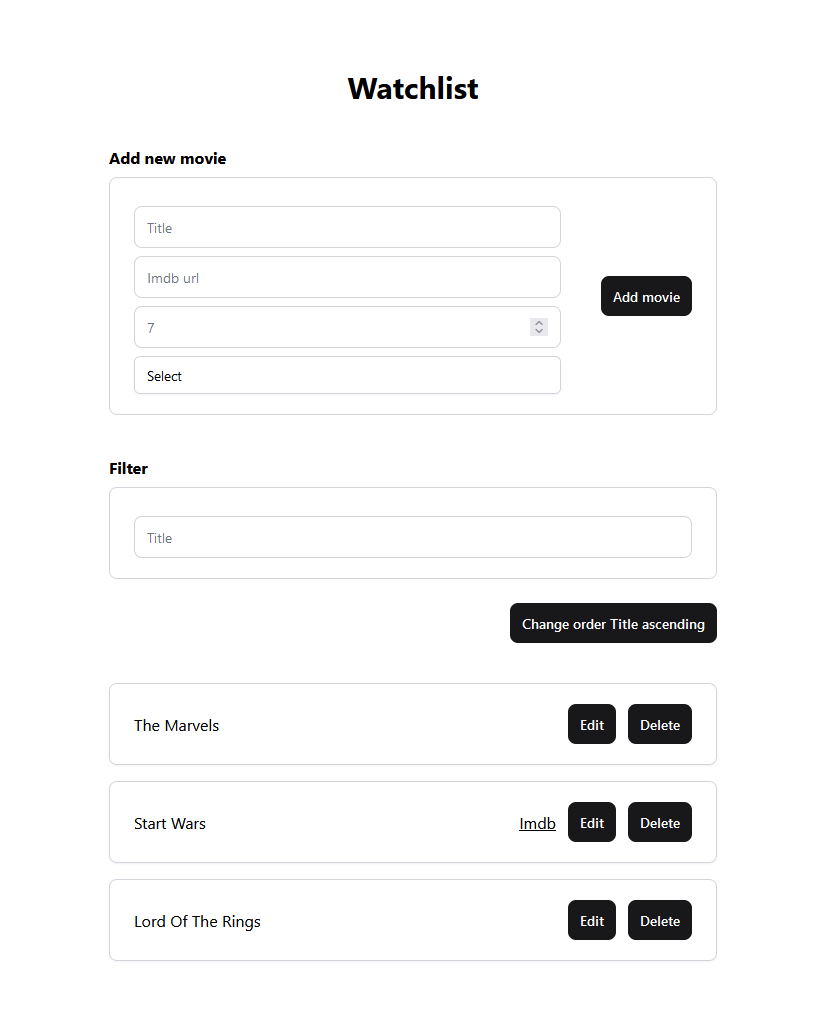 Watchlist
Add new movie
Title
Imdb url
7
Select
Add movie
Filter
Title
Change order Title ascending
The Marvels Edit Delete
Start Wars Imdb Edit Delete
Lord Of The Rings Edit Delete